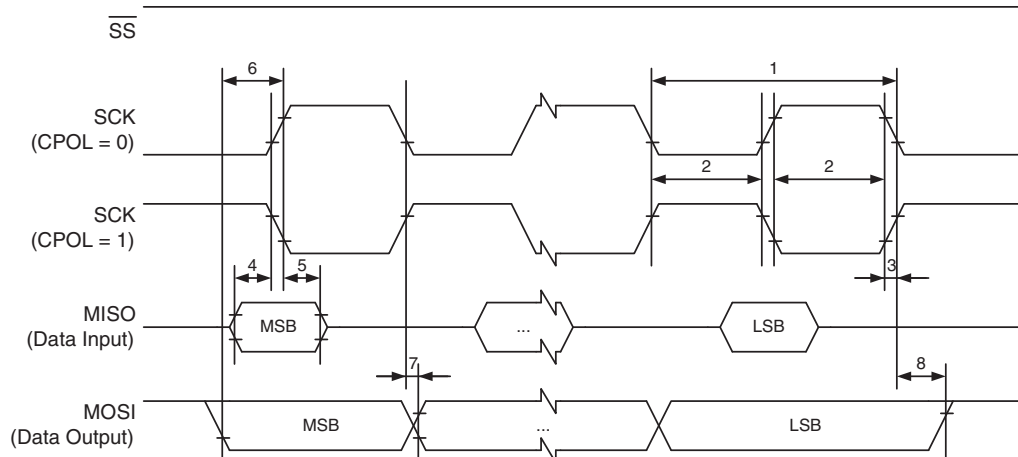 SS
6
1
SCK
(CPOL = 0)
2
2
SCK
(CPOL = 1)
4
5
3
MISO
(Data Input)
MSB
...
LSB
7
8
MOSI
(Data Output)
MSB
...
LSB